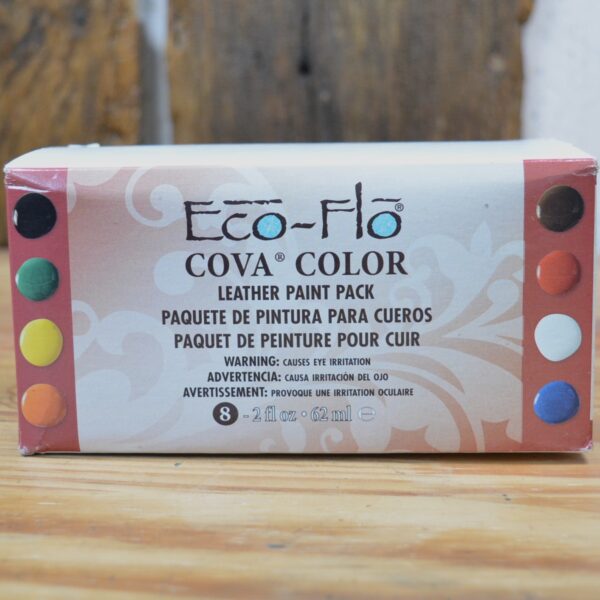 Eco-Flo®
COVA® COLOR
LEATHER PAINT PACK
PAQUETE DE PINTURA PARA CUEROS
PAQUET DE PEINTURE POUR CUIR
WARNING: CAUSES EYE IRRITATION
ADVERTENCIA: CAUSA IRRITACIÓN DEL OJO
AVERTISSEMENT: PROVOQUE UNE IRRITATION OCULAIRE
8 - 2 fl oz · 62 ml ⊖